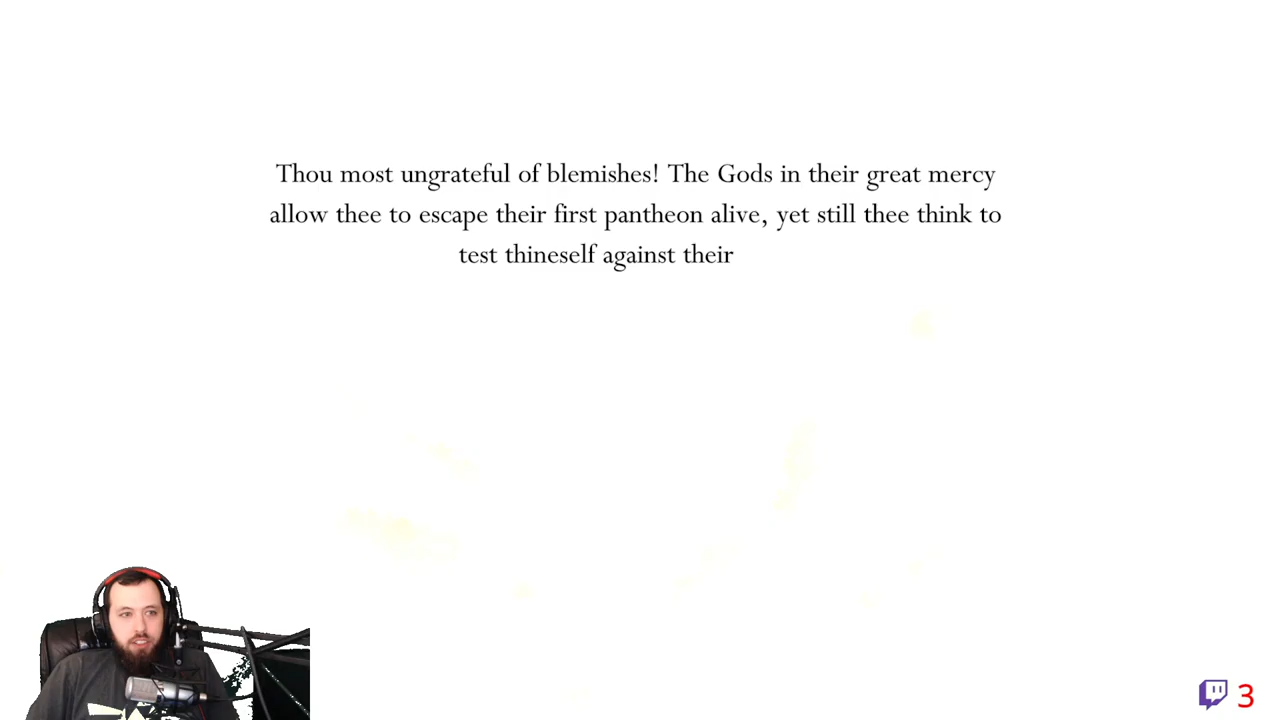 Thou most ungrateful of blemishes! The Gods in their great mercy
allow thee to escape their first pantheon alive, yet still thee think to
test thineself against their
3